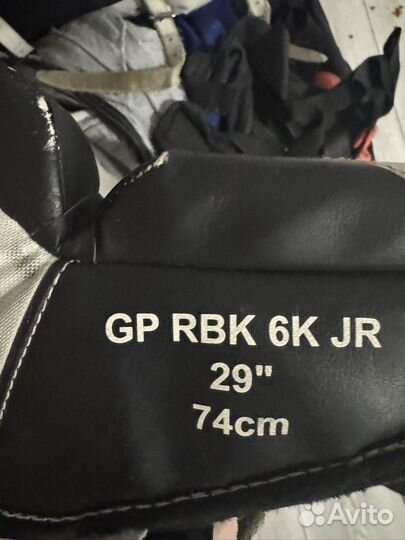 GP RBK 6K JR
29"
74cm
Avito